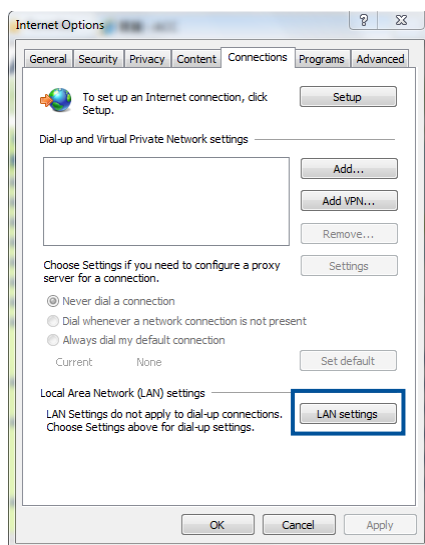 Internet Options
General Security Privacy Content Connections Programs Advanced
To set up an Internet connection, click
Setup.
Setup
Dial-up and Virtual Private Network settings
Add...
Add VPN...
Remove...
Choose Settings if you need to configure a proxy
server for a connection.
Settings
Never dial a connection
Dial whenever a network connection is not present
Always dial my default connection
Current None
Set default
Local Area Network (LAN) settings
LAN Settings do not apply to dial-up connections.
Choose Settings above for dial-up settings.
LAN settings
OK Cancel Apply